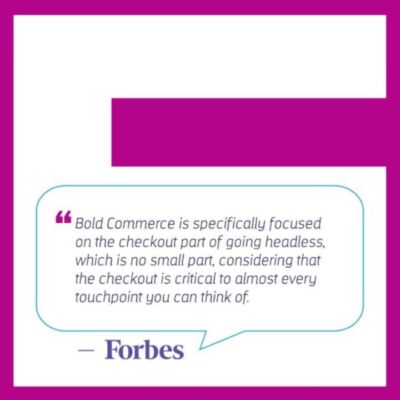 ❝ Bold Commerce is specifically focused
on the checkout part of going headless,
which is no small part, considering that
the checkout is critical to almost every
touchpoint you can think of.
— Forbes